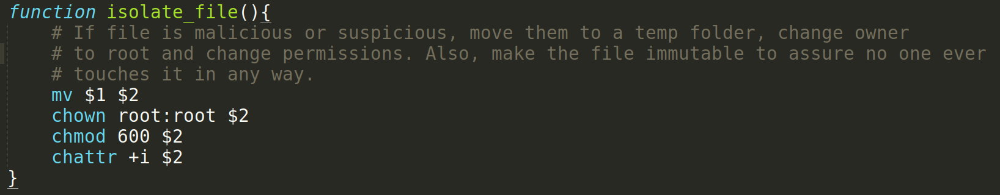 function isolate_file(){
    # If file is malicious or suspicious, move them to a temp folder, change owner
    # to root and change permissions. Also, make the file immutable to assure no one ever
    # touches it in any way.
    mv $1 $2
    chown root:root $2
    chmod 600 $2
    chattr +i $2
}